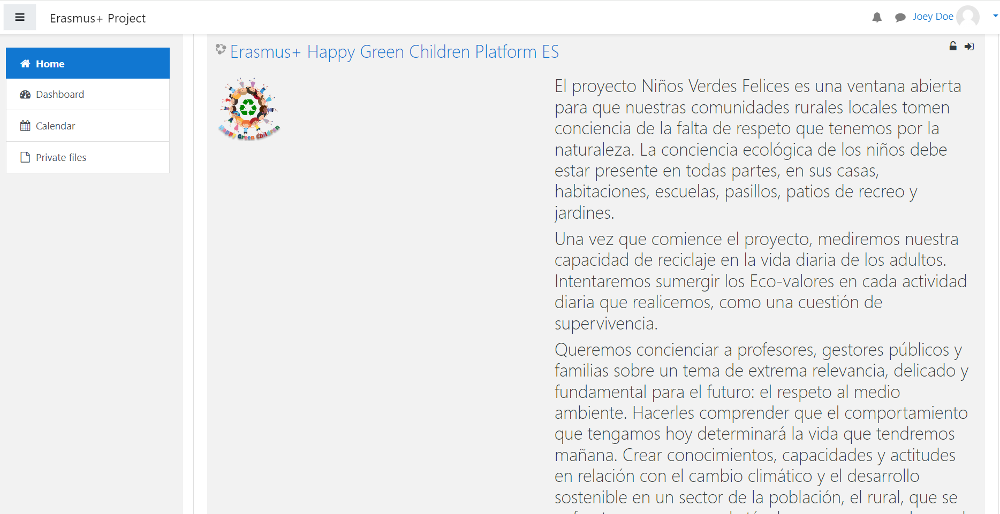 Erasmus+ Project
Joey Doe
Home
Dashboard
Calendar
Private files
Erasmus+ Happy Green Children Platform ES
Happy Green Children
El proyecto Niños Verdes Felices es una ventana abierta
para que nuestras comunidades rurales locales tomen
conciencia de la falta de respeto que tenemos por la
naturaleza. La conciencia ecológica de los niños debe
estar presente en todas partes, en sus casas,
habitaciones, escuelas, pasillos, patios de recreo y
jardines.
Una vez que comience el proyecto, mediremos nuestra
capacidad de reciclaje en la vida diaria de los adultos.
Intentaremos sumergir los Eco-valores en cada actividad
diaria que realicemos, como una cuestión de
supervivencia.
Queremos concienciar a profesores, gestores públicos y
familias sobre un tema de extrema relevancia, delicado y
fundamental para el futuro: el respeto al medio
ambiente. Hacerles comprender que el comportamiento
que tengamos hoy determinará la vida que tendremos
mañana. Crear conocimientos, capacidades y actitudes
en relación con el cambio climático y el desarrollo
sostenible en un sector de la población, el rural, que se